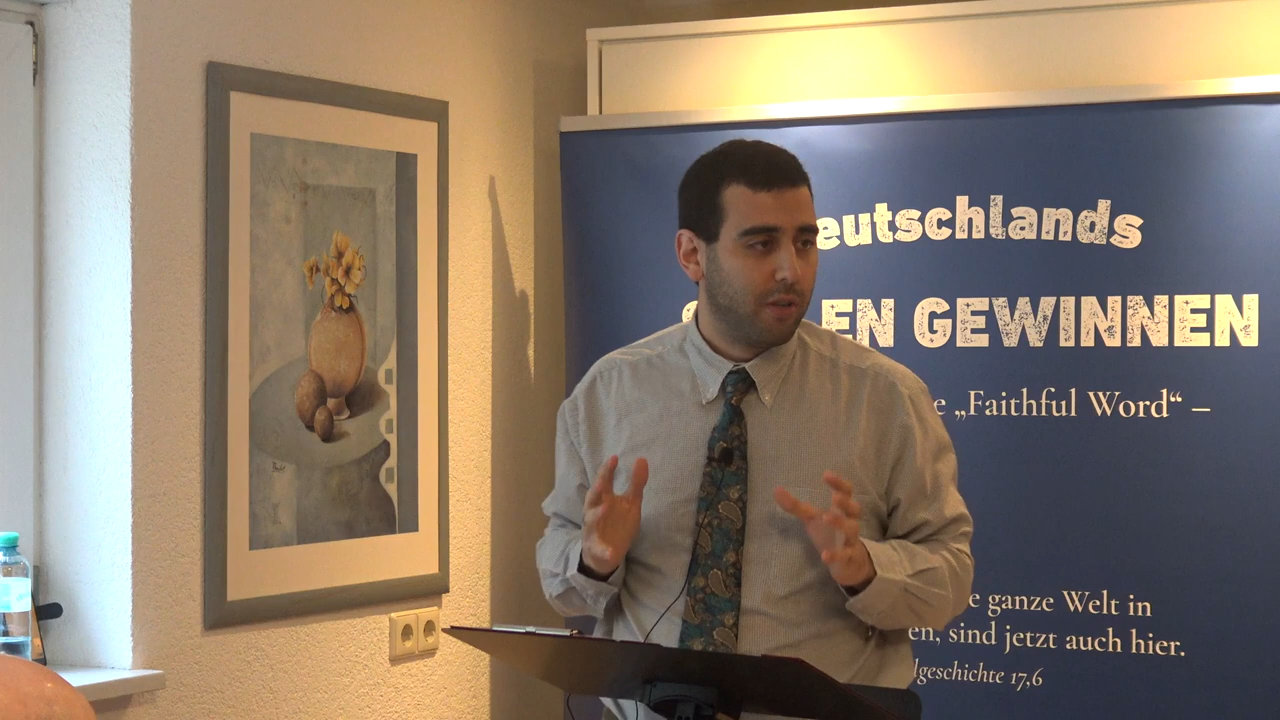 eutschlands
EN GEWINNEN
e „Faithful Word“ –
e ganze Welt in
en, sind jetzt auch hier.
lgeschichte 17,6